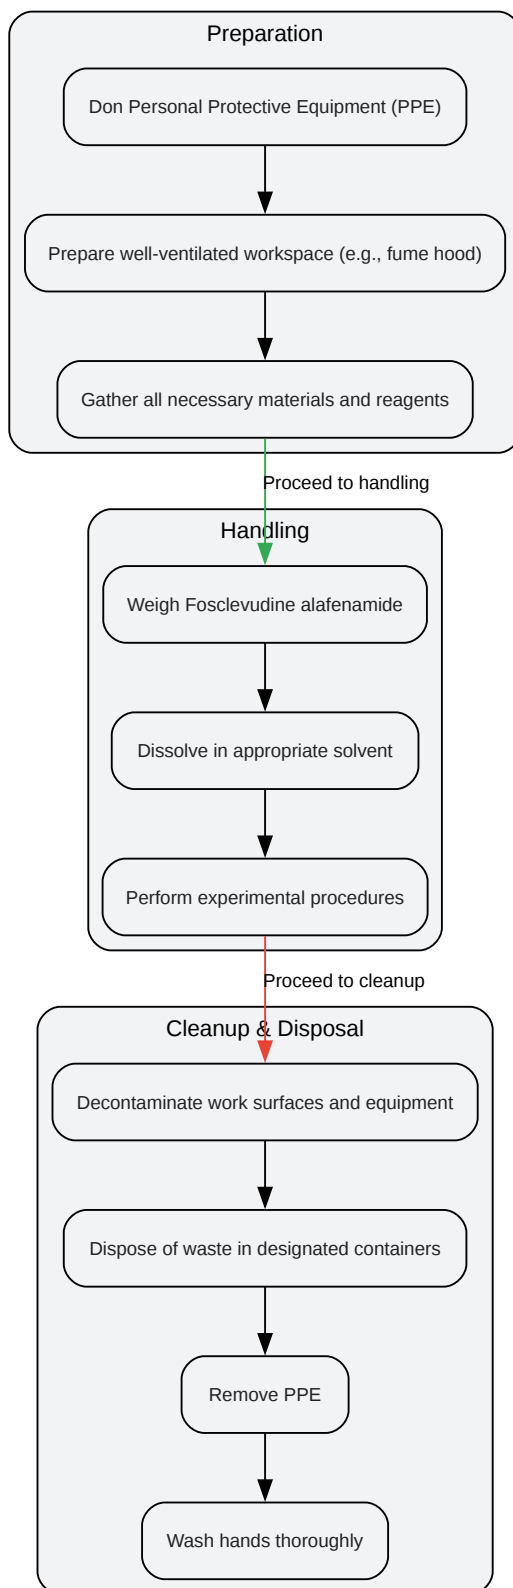 Preparation
Don Personal Protective Equipment (PPE)
Prepare well-ventilated workspace (e.g., fume hood)
Gather all necessary materials and reagents
Proceed to handling
Handling
Weigh Fosclevudine alafenamide
Dissolve in appropriate solvent
Perform experimental procedures
Proceed to cleanup
Cleanup & Disposal
Decontaminate work surfaces and equipment
Dispose of waste in designated containers
Remove PPE
Wash hands thoroughly